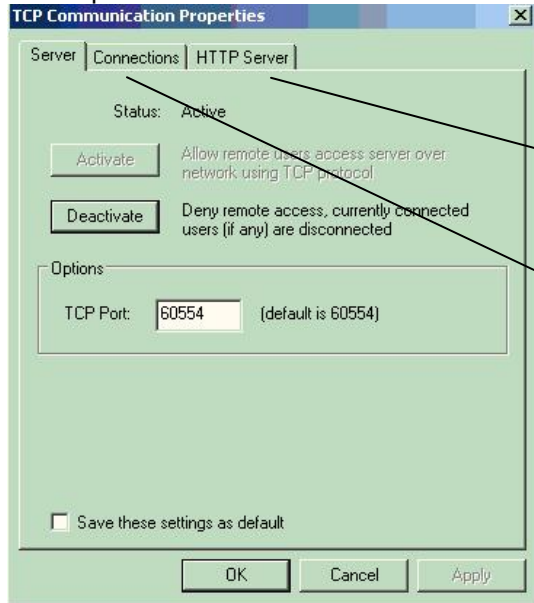 TCP Communication Properties
Server Connections HTTP Server
Status: Active
Activate Allow remote users access server over
network using TCP protocol
Deactivate Deny remote access, currently connected
users (if any) are disconnected
Options
TCP Port: 60554 (default is 60554)
Save these settings as default
OK Cancel Apply